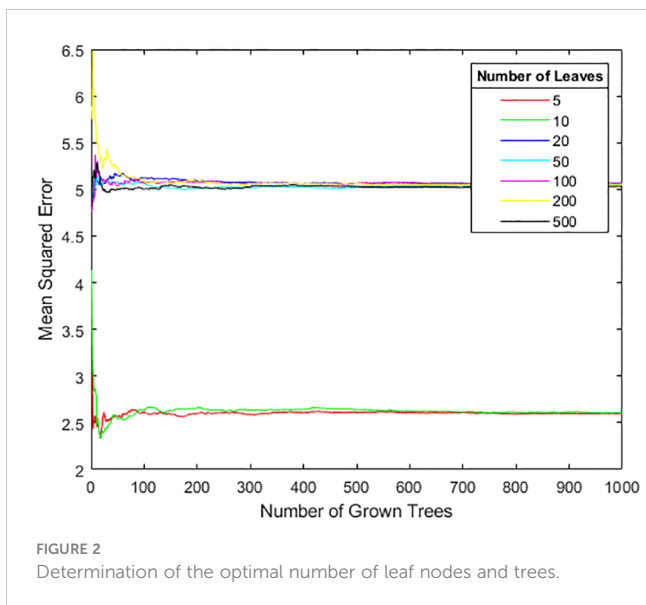 6.5
6
5.5
5
4.5
4
3.5
3
2.5
2
Mean Squared Error
0 100 200 300 400 500 600 700 800 900 1000
Number of Grown Trees
Number of Leaves
5
10
20
50
100
200
500
FIGURE 2
Determination of the optimal number of leaf nodes and trees.